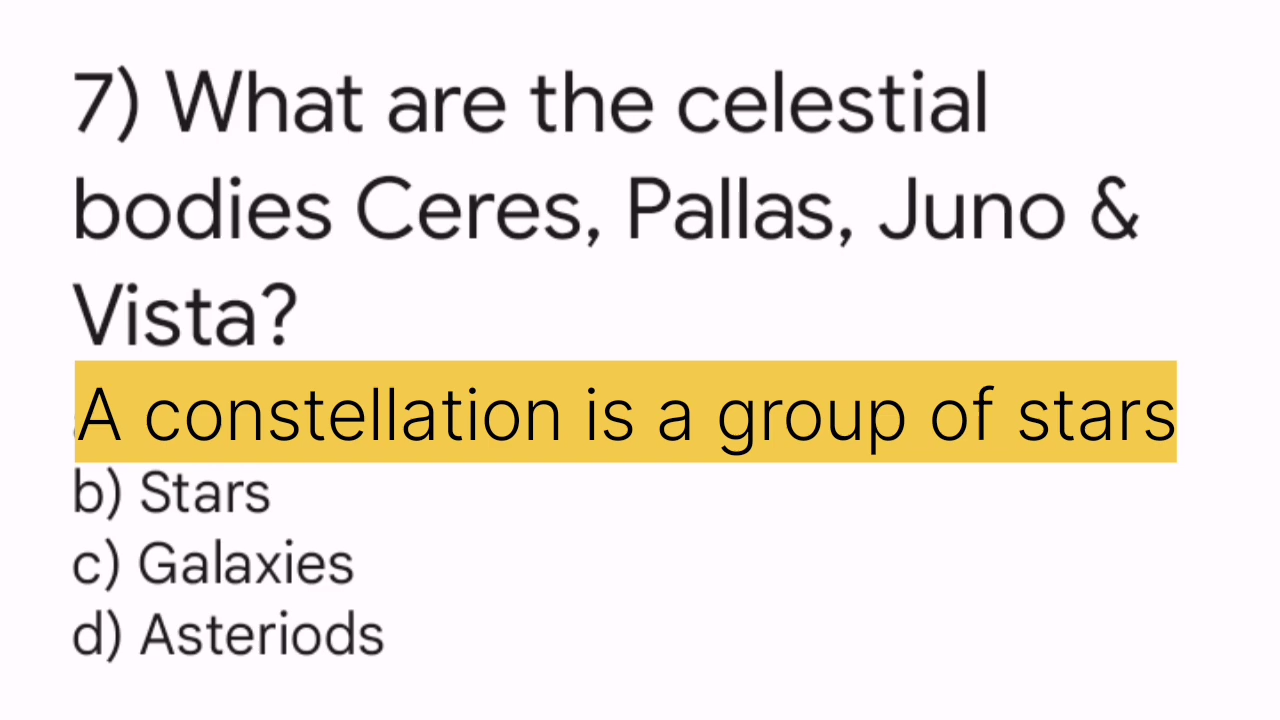 7) What are the celestial
bodies Ceres, Pallas, Juno &
Vista?
A constellation is a group of stars
b) Stars
c) Galaxies
d) Asteriods